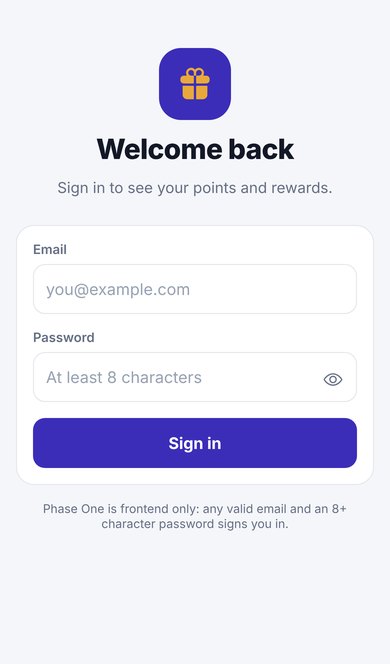 Welcome back
Sign in to see your points and rewards.
Email
you@example.com
Password
At least 8 characters
Sign in
Phase One is frontend only: any valid email and an 8+
character password signs you in.